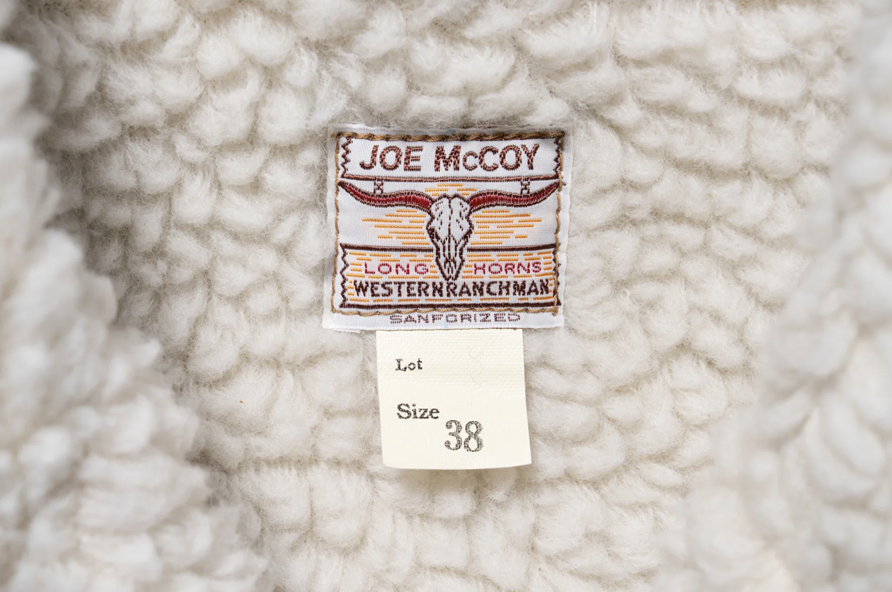 JOE McCOY
LONG HORNS
WESTERNRANCHMAN
SANFORIZED
Lot
Size 38